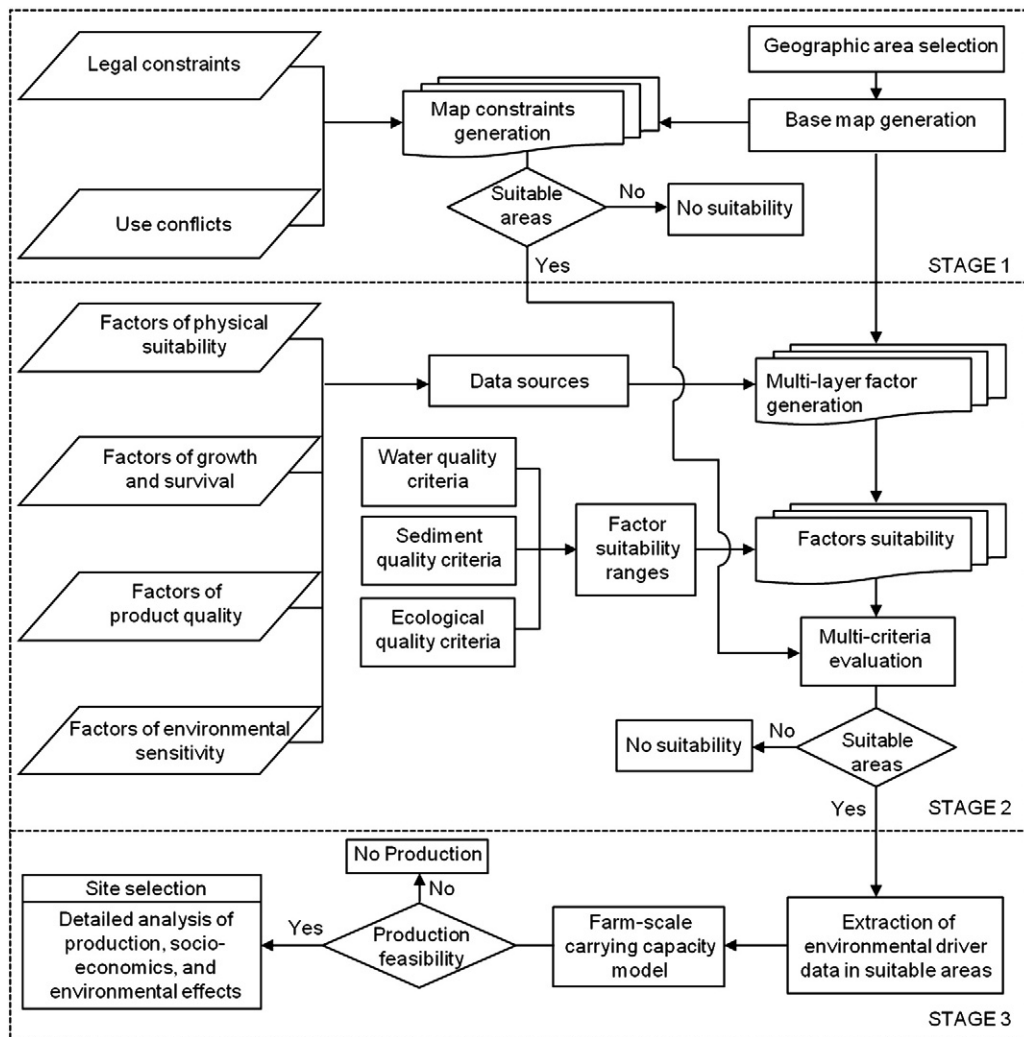 Legal constraints
Use conflicts
Map constraints
generation
Geographic area selection
Base map generation
Suitable
areas
No
No suitability
Yes
STAGE 1
Factors of physical
suitability
Factors of growth
and survival
Factors of
product quality
Factors of environmental
sensitivity
Data sources
Multi-layer factor
generation
Water quality
criteria
Sediment
quality criteria
Ecological
quality criteria
Factor
suitability
ranges
Factors suitability
Multi-criteria
evaluation
Suitable
areas
No
No suitability
Yes
STAGE 2
Extraction of
environmental driver
data in suitable areas
Farm-scale
carrying capacity
model
Production
feasibility
No
No Production
Yes
Site selection
Detailed analysis of
production, socio-
economics, and
environmental effects
STAGE 3